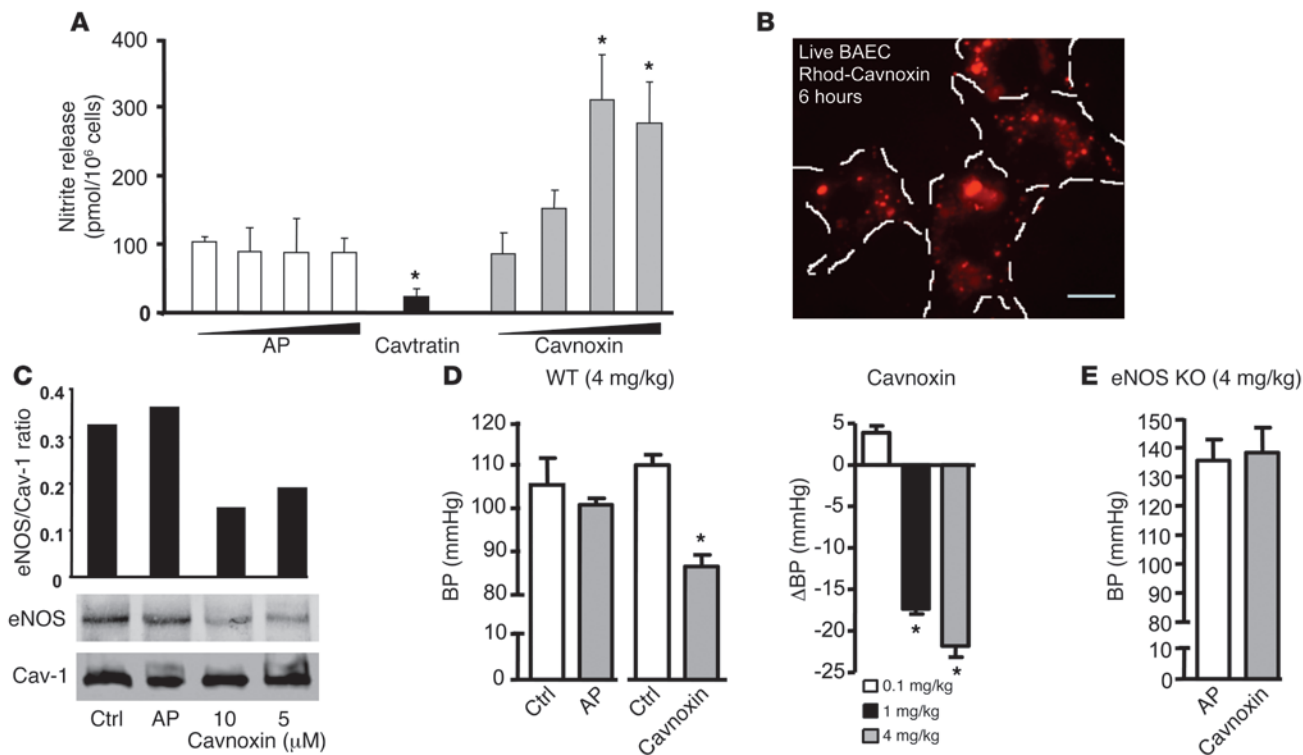 A
Nitrite release
(pmol/10⁶ cells)
400
300
200
100
0
*
*
*
AP
Cavtratin
Cavnoxin
B
Live BAEC
Rhod-Cavnoxin
6 hours
C
eNOS/Cav-1 ratio
0.4
0.3
0.2
0.1
0
eNOS
Cav-1
Ctrl
AP
10
5
Cavnoxin (µM)
D
WT (4 mg/kg)
BP (mmHg)
120
110
100
90
80
10
0
*
Ctrl
AP
Ctrl
Cavnoxin
Cavnoxin
ΔBP (mmHg)
5
0
-5
-10
-15
-20
-25
*
*
0.1 mg/kg
1 mg/kg
4 mg/kg
E
eNOS KO (4 mg/kg)
BP (mmHg)
150
140
130
120
110
100
90
80
10
0
AP
Cavnoxin